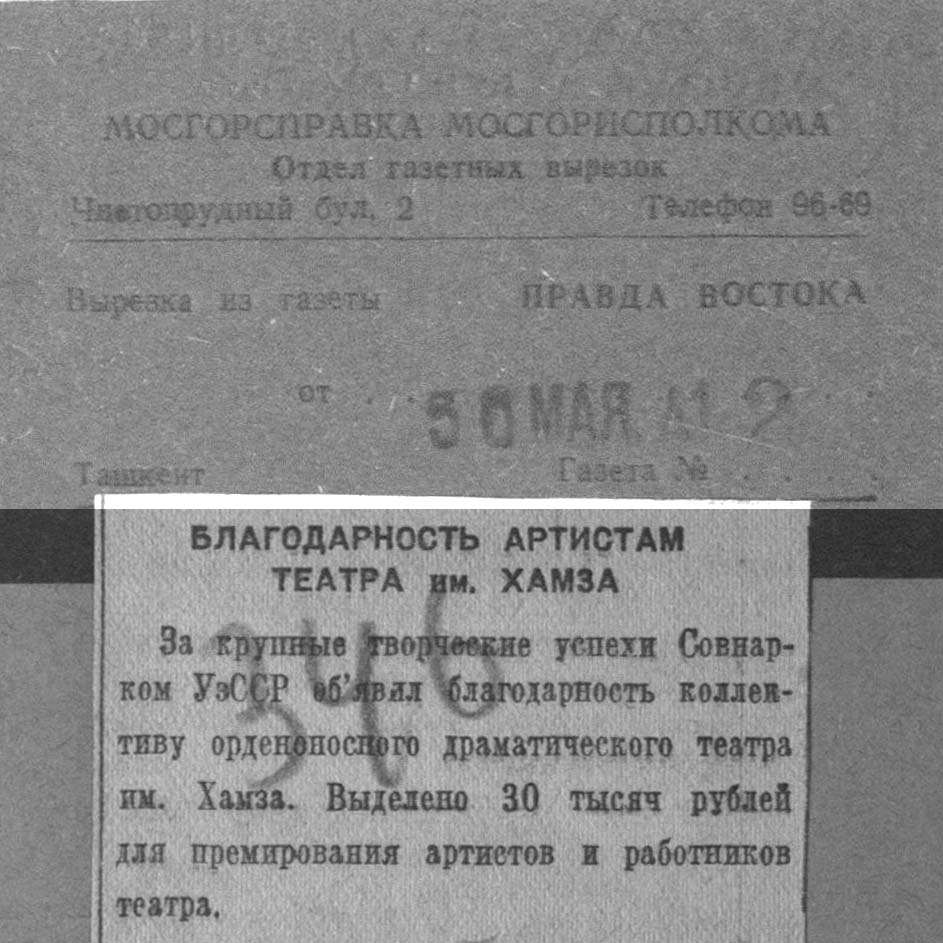 МОСГОРСПРАВКА МОСГОРИСПОЛКОМА
Отдел газетных вырезок
Чистопрудный бул. 2 Телефон 96-69
Вырезка из газеты ПРАВДА ВОСТОКА
от . . МАЯ 41 . .
Ташкент Газета № . . . .
БЛАГОДАРНОСТЬ АРТИСТАМ
ТЕАТРА им. ХАМЗА
За крупные творческие успехи Совнар-
ком УзССР об'явил благодарность коллек-
тиву орденоносного драматического театра
им. Хамза. Выделено 30 тысяч рублей
для премирования артистов и работников
театра.
346